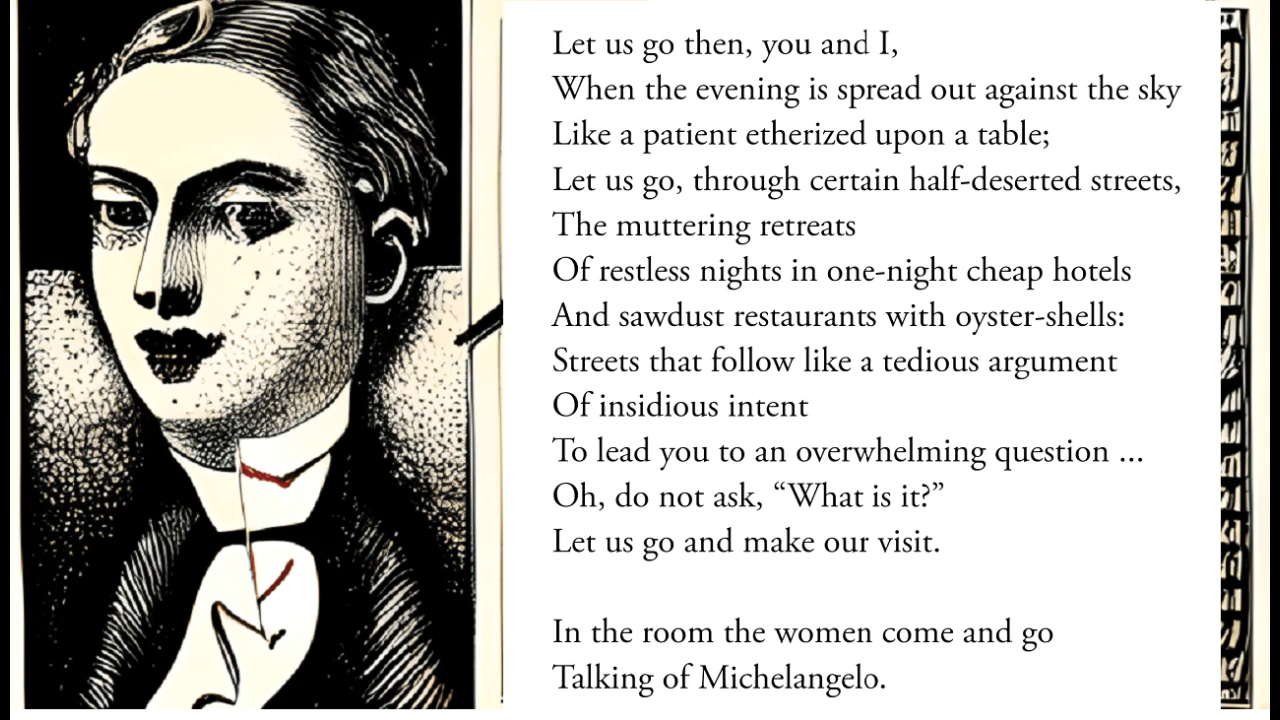 Let us go then, you and I,
When the evening is spread out against the sky
Like a patient etherized upon a table;
Let us go, through certain half-deserted streets,
The muttering retreats
Of restless nights in one-night cheap hotels
And sawdust restaurants with oyster-shells:
Streets that follow like a tedious argument
Of insidious intent
To lead you to an overwhelming question ...
Oh, do not ask, “What is it?”
Let us go and make our visit.

In the room the women come and go
Talking of Michelangelo.